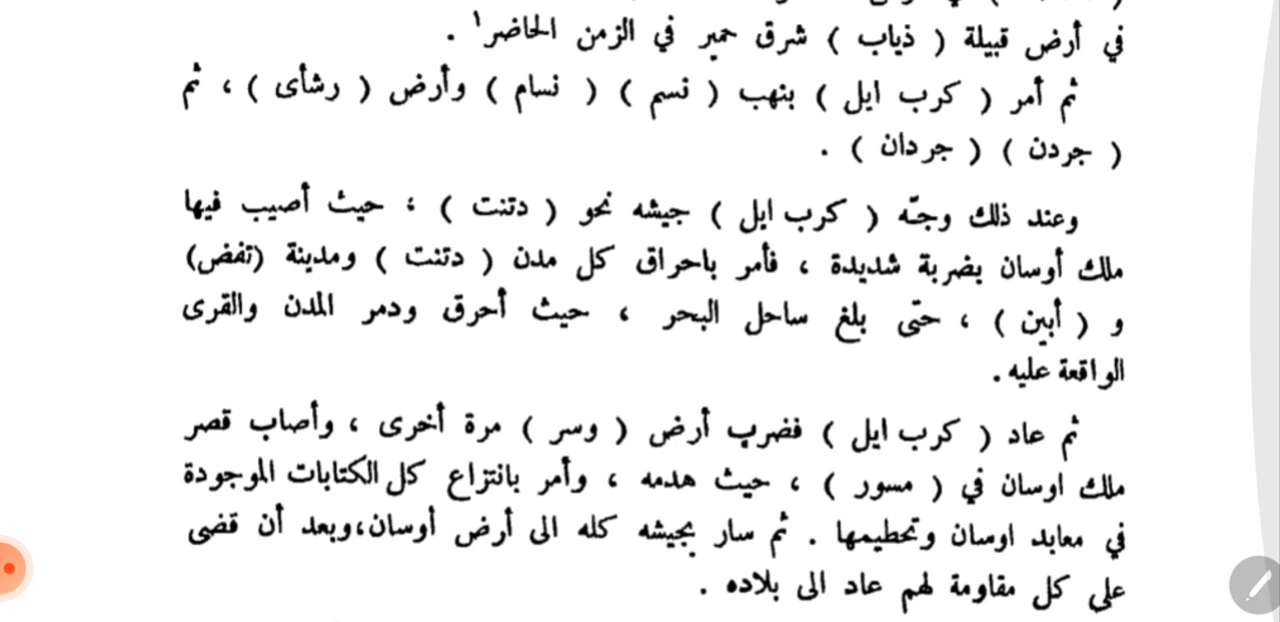 في أرض قبيلة ( ذياب ) شرق حمير في الزمن الحاضر١ .
ثم أمر ( كرب ايل ) بنهب ( نسم ) ( نسام ) وأرض ( رشأى ) ، ثم
( جردن ) ( جردان ) .
وعند ذلك وجّه ( كرب ايل ) جيشه نحو ( دتنت ) ، حيث أصيب فيها
ملك أوسان بضربة شديدة ، فأمر باحراق كل مدن ( دتنت ) ومدينة (تفض)
و ( أبين ) ، حتى بلغ ساحل البحر ، حيث أحرق ودمر المدن والقرى
الواقعة عليه .
ثم عاد ( كرب ايل ) فضرب أرض ( وسر ) مرة أخرى ، وأصاب قصر
ملك اوسان في ( مسور ) ، حيث هدمه ، وأمر بانتزاع كل الكتابات الموجودة
في معابد اوسان وتحطيمها . ثم سار بجيشه كله الى أرض أوسان،وبعد أن قضى
على كل مقاومة لهم عاد الى بلاده .